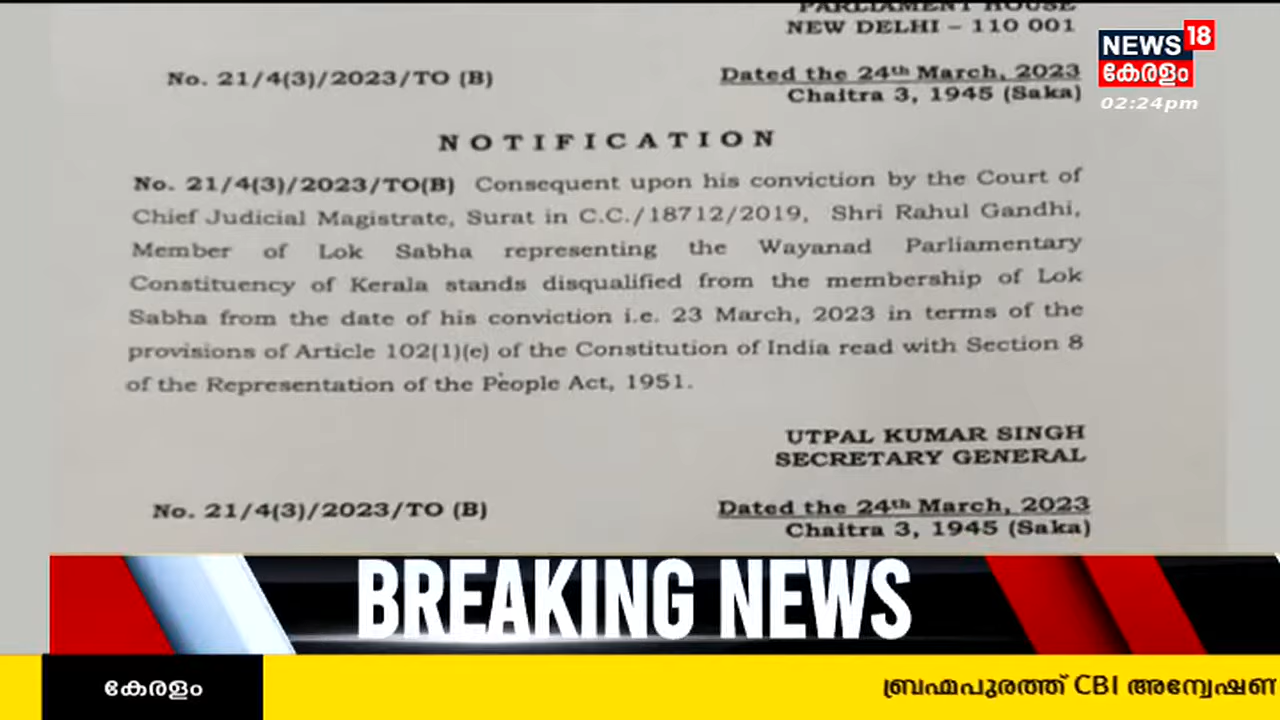 PARLIAMENT HOUSE
NEW DELHI – 110 001
No. 21/4(3)/2023/TO (B)
Dated the 24th March, 2023
Chaitra 3, 1945 (Saka)
NEWS 18
കേരളം
02:24pm
NOTIFICATION
No. 21/4(3)/2023/TO(B) Consequent upon his conviction by the Court of
Chief Judicial Magistrate, Surat in C.C./18712/2019, Shri Rahul Gandhi,
Member of Lok Sabha representing the Wayanad Parliamentary
Constituency of Kerala stands disqualified from the membership of Lok
Sabha from the date of his conviction i.e. 23 March, 2023 in terms of the
provisions of Article 102(1)(e) of the Constitution of India read with Section 8
of the Representation of the People Act, 1951.
UTPAL KUMAR SINGH
SECRETARY GENERAL
No. 21/4(3)/2023/TO (B)
Dated the 24th March, 2023
Chaitra 3, 1945 (Saka)
BREAKING NEWS
കേരളം
ബ്രഹ്മപുരത്ത് CBI അന്വേഷണ